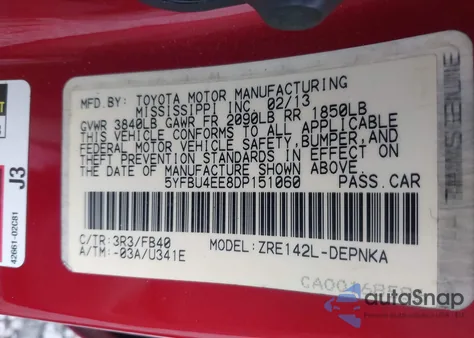 MFD. BY: TOYOTA MOTOR MANUFACTURING
MISSISSIPPI INC 02/13
GVWR 3840LB GAWR FR 2090LB RR 1850LB
THIS VEHICLE CONFORMS TO ALL APPLICABLE
FEDERAL MOTOR VEHICLE SAFETY, BUMPER, AND
THEFT PREVENTION STANDARDS IN EFFECT ON
THE DATE OF MANUFACTURE SHOWN ABOVE.
5YFBU4EE8DP151060 PASS.CAR
C/TR: 3R3/FB40 MODEL: ZRE142L-DEPNKA
A/TM: -03A/U341E
J3
42661-02C81
autoSnap